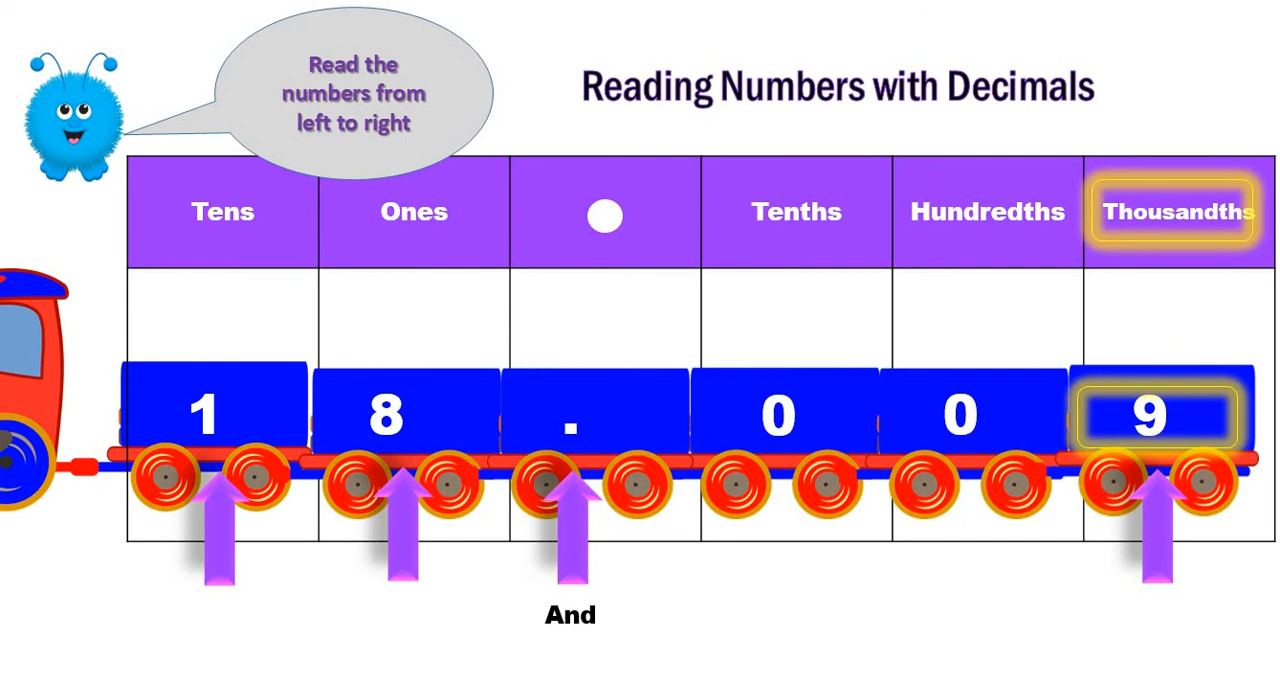 Read the
numbers from
left to right
Reading Numbers with Decimals
Tens Ones Tenths Hundredths Thousandths
1 8 . 0 0 9
And